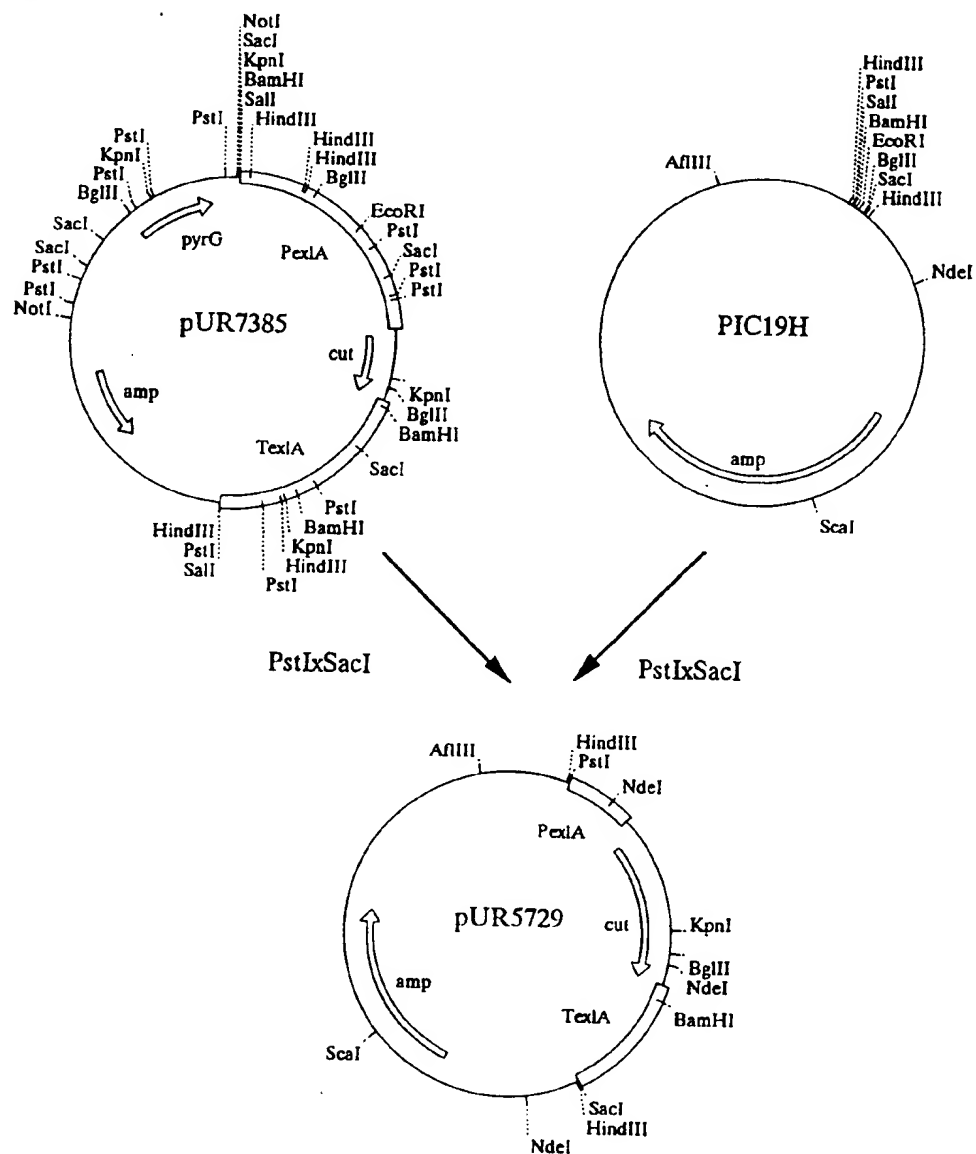 NotI
SacI
KpnI
BamHI
SalI
HindIII
PstI
HindIII
HindIII
BglII
EcoRI
PstI
SacI
PstI
PstI
PstI
KpnI
PstI
BglII
SacI
SacI
PstI
PstI
NotI
pyrG
PexlA
pUR7385
cut
amp
TexlA
KpnI
BglII
BamHI
SacI
PstI
BamHI
KpnI
HindIII
PstI
HindIII
PstI
SalI
HindIII
PstI
SalI
BamHI
EcoRI
BglII
SacI
HindIII
AflIII
NdeI
PIC19H
amp
ScaI
PstIxSacI
PstIxSacI
AflIII
HindIII
PstI
NdeI
PexlA
pUR5729
cut
KpnI
BglII
NdeI
BamHI
TexlA
amp
ScaI
SacI
HindIII
NdeI